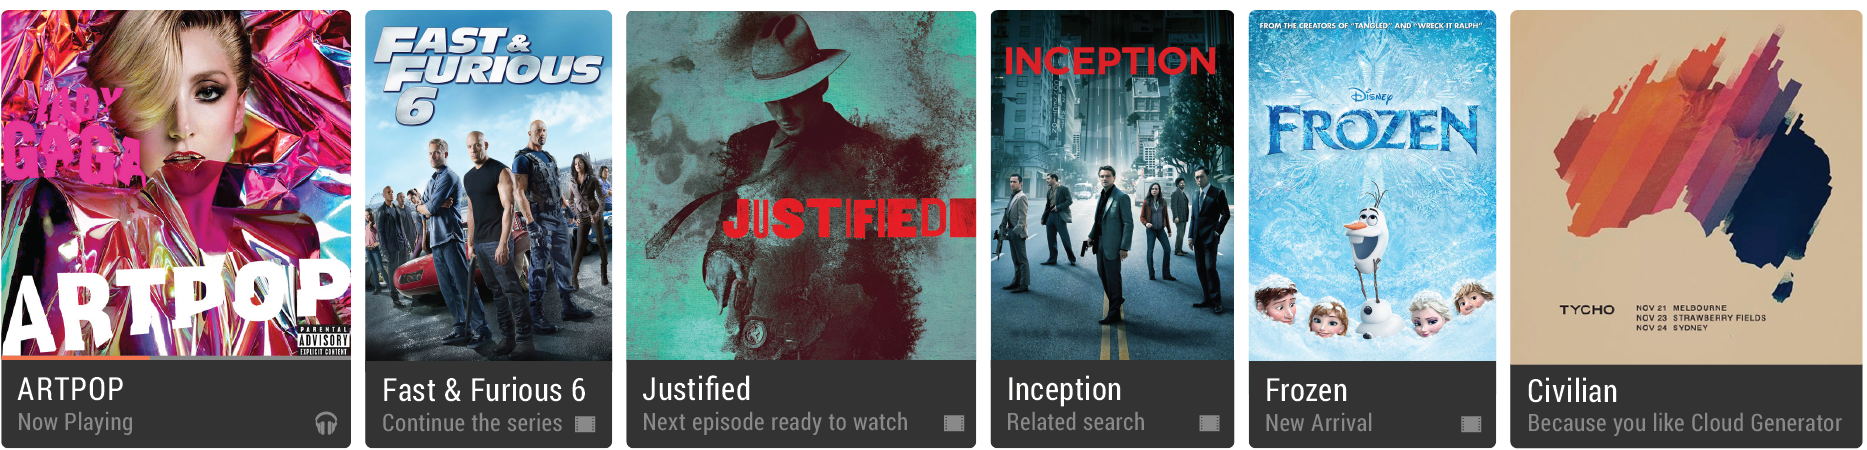 LADY
GAGA
ARTPOP
PARENTAL
ADVISORY
EXPLICIT CONTENT
ARTPOP
Now Playing
FAST &
FURIOUS
6
Fast & Furious 6
Continue the series
JUSTIFIED
Justified
Next episode ready to watch
INCEPTION
Inception
Related search
FROM THE CREATORS OF "TANGLED" AND "WRECK IT RALPH"
DISNEY
FROZEN
Frozen
New Arrival
TYCHO
NOV 21 MELBOURNE
NOV 23 STRAWBERRY FIELDS
NOV 24 SYDNEY
Civilian
Because you like Cloud Generator